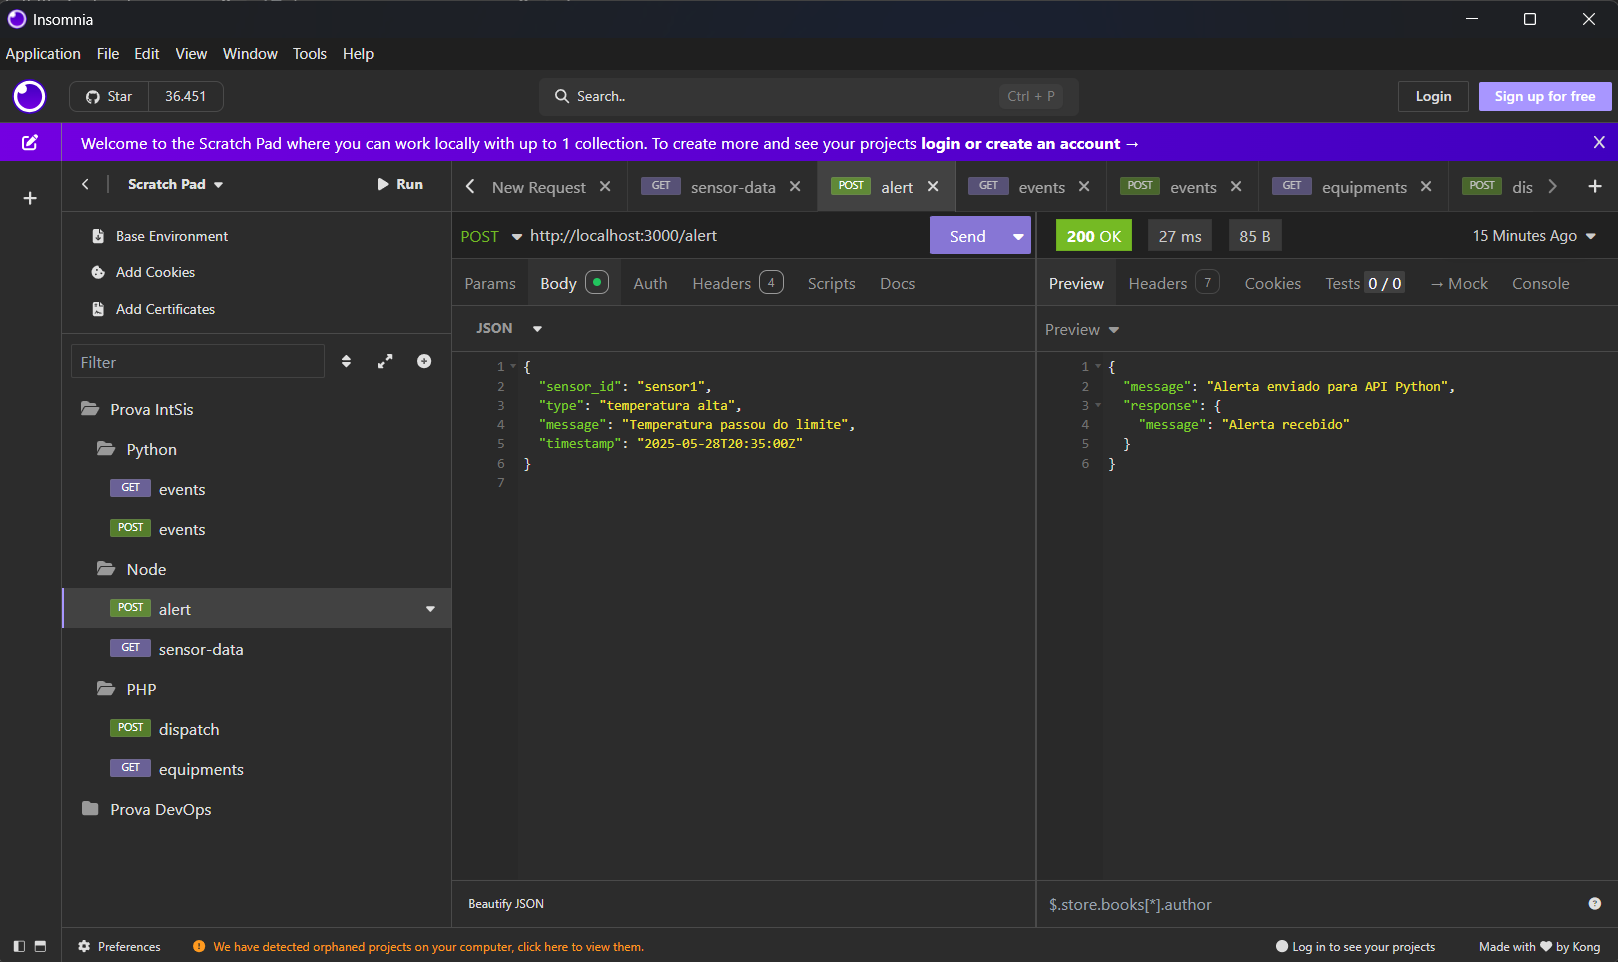 Insomnia
Application File Edit View Window Tools Help
Star 36.451 Search.. Ctrl + P Login Sign up for free
Welcome to the Scratch Pad where you can work locally with up to 1 collection. To create more and see your projects login or create an account →
Scratch Pad Run
New Request GET sensor-data POST alert GET events POST events GET equipments POST dis
Base Environment
Add Cookies
Add Certificates
Filter
Prova IntSis
Python
GET events
POST events
Node
POST alert
GET sensor-data
PHP
POST dispatch
GET equipments
Prova DevOps
POST http://localhost:3000/alert Send
Params Body Auth Headers 4 Scripts Docs
JSON
1 {
2 "sensor_id": "sensor1",
3 "type": "temperatura alta",
4 "message": "Temperatura passou do limite",
5 "timestamp": "2025-05-28T20:35:00Z"
6 }
7
Beautify JSON
200 OK 27 ms 85 B 15 Minutes Ago
Preview Headers 7 Cookies Tests 0 / 0 → Mock Console
Preview
1 {
2 "message": "Alerta enviado para API Python",
3 "response": {
4 "message": "Alerta recebido"
5 }
6 }
$.store.books[*].author
Preferences We have detected orphaned projects on your computer, click here to view them. Log in to see your projects Made with ❤ by Kong